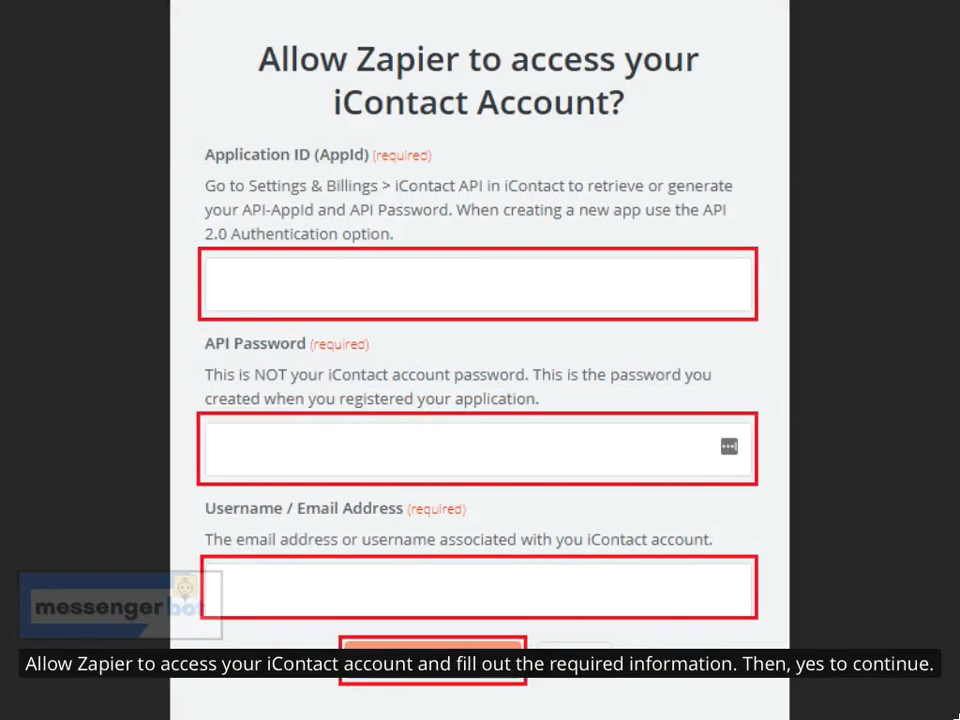 Allow Zapier to access your
iContact Account?
Application ID (AppId) (required)
Go to Settings & Billings > iContact API in iContact to retrieve or generate
your API-AppId and API Password. When creating a new app use the API
2.0 Authentication option.
API Password (required)
This is NOT your iContact account password. This is the password you
created when you registered your application.
Username / Email Address (required)
The email address or username associated with you iContact account.
messengerbot
Allow Zapier to access your iContact account and fill out the required information. Then, yes to continue.